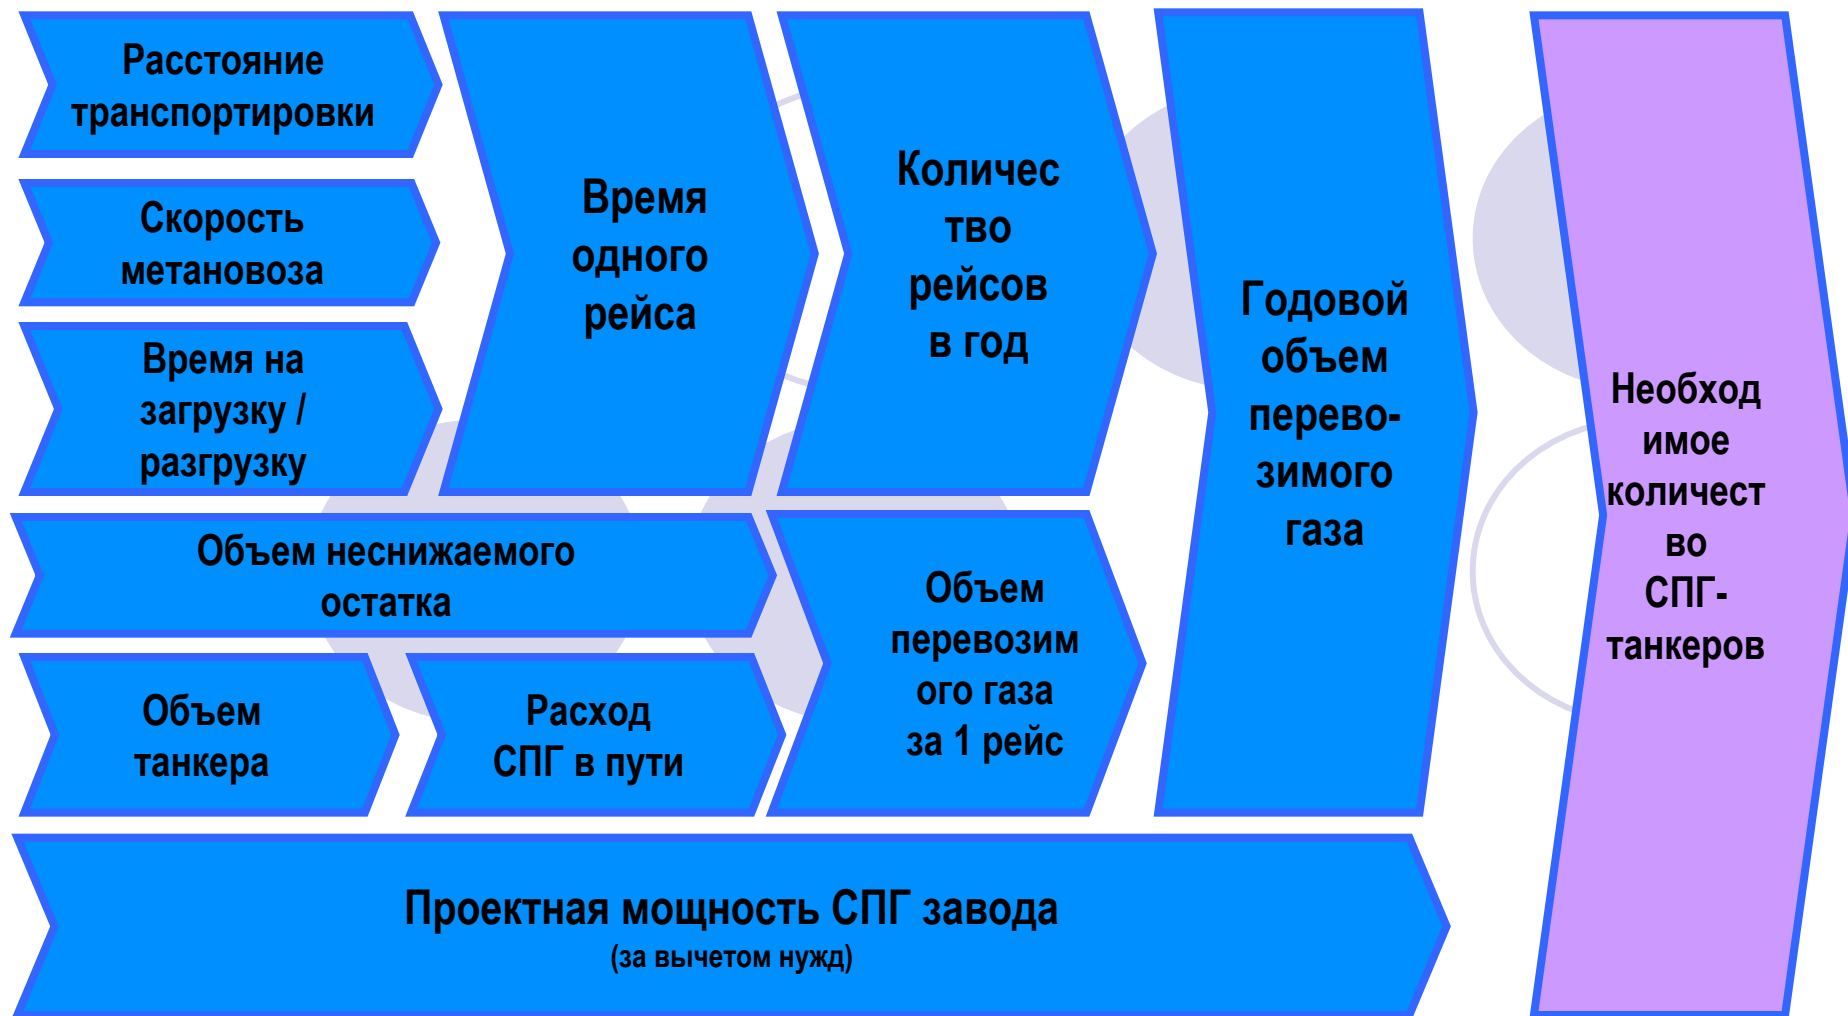 Расстояние
транспортировки
Скорость
метановоза
Время на
загрузку /
разгрузку
Время
одного
рейса
Количес
тво
рейсов
в год
Объем неснижаемого
остатка
Объем
танкера
Расход
СПГ в пути
Объем
перевозим
ого газа
за 1 рейс
Годовой
объем
перево-
зимого
газа
Проектная мощность СПГ завода
(за вычетом нужд)
Необход
имое
количест
во
СПГ-
танкеров